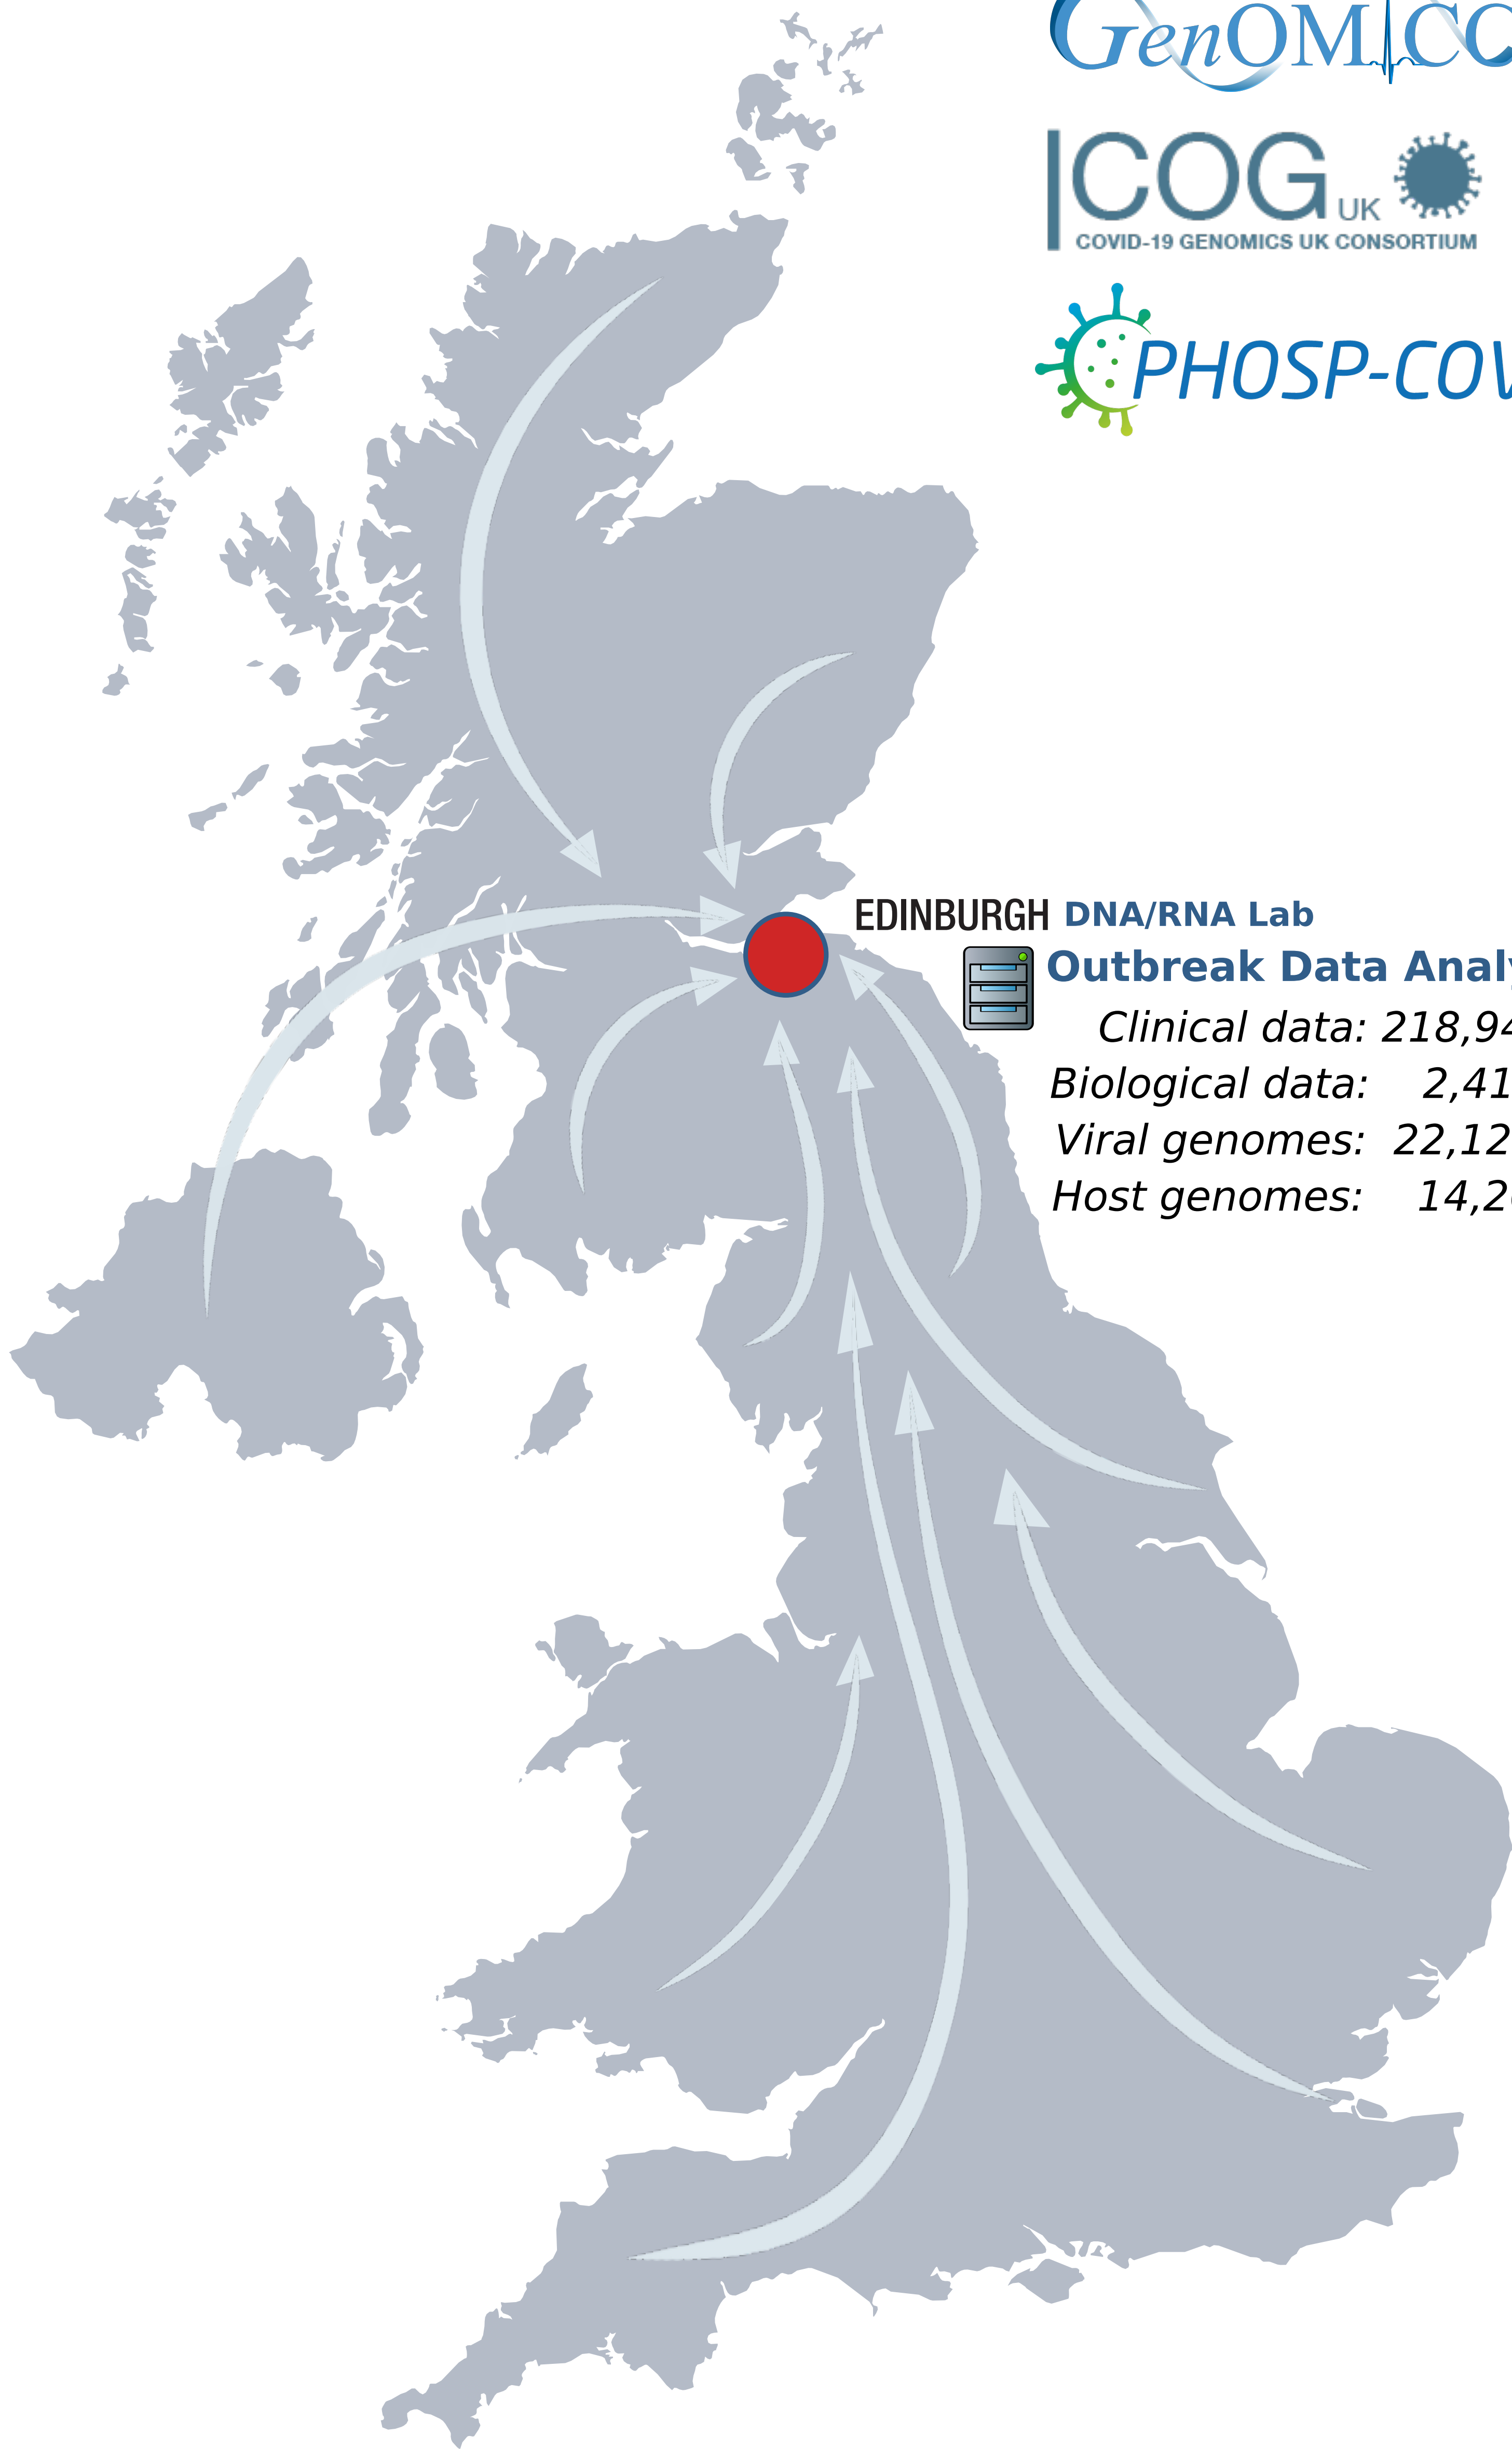 GenOMICC
COG UK
COVID-19 GENOMICS UK CONSORTIUM
PHOSP-COV
EDINBURGH DNA/RNA Lab
Outbreak Data Analy
Clinical data: 218,94
Biological data: 2,41
Viral genomes: 22,12
Host genomes: 14,2